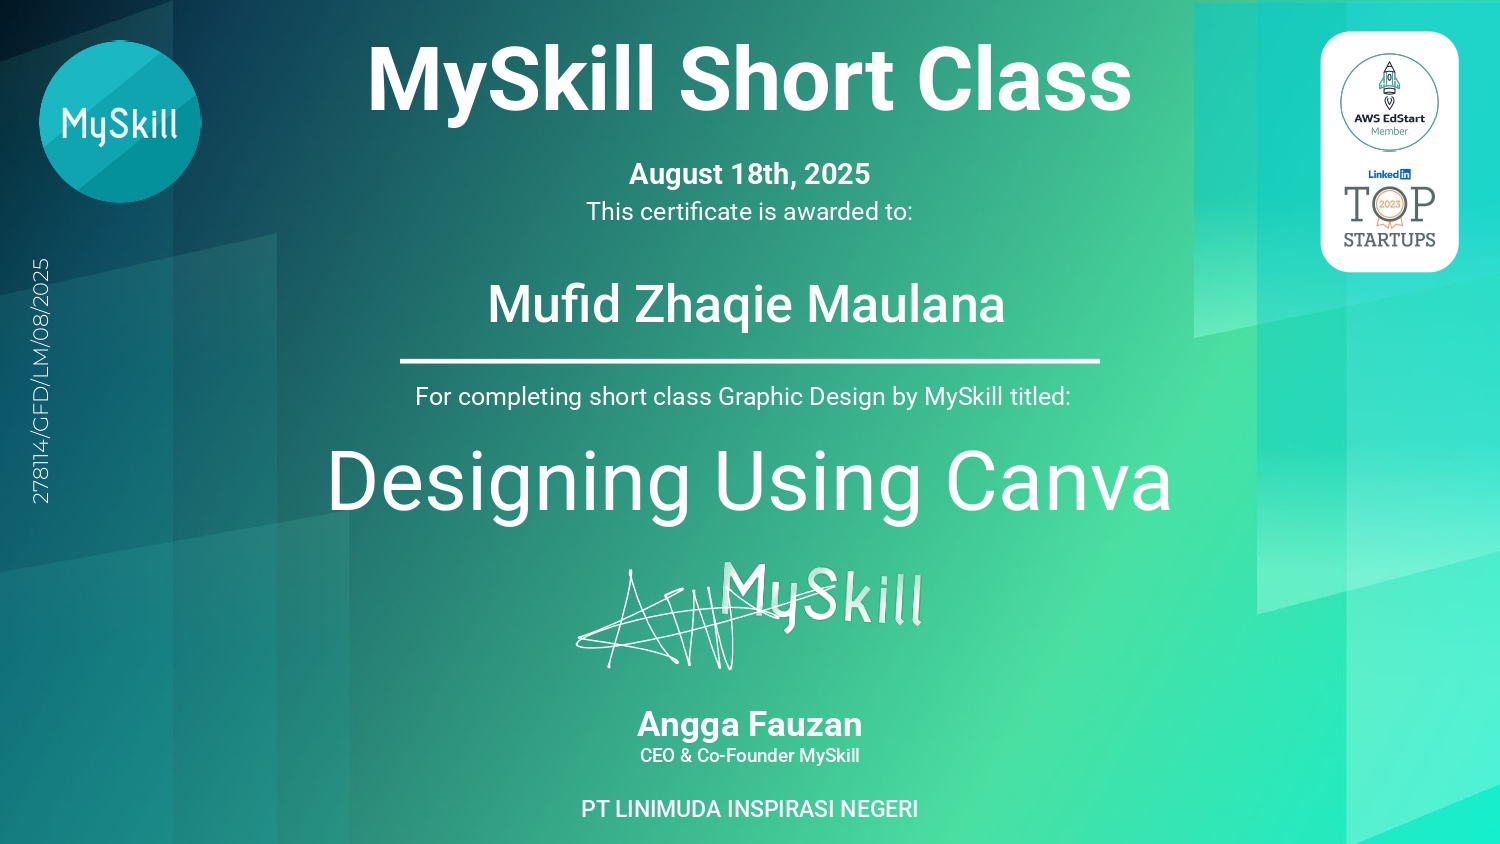 MySkill
MySkill Short Class
AWS EdStart
Member
Linked in
TOP
2023
STARTUPS
August 18th, 2025
This certificate is awarded to:
Mufid Zhaqie Maulana
For completing short class Graphic Design by MySkill titled:
Designing Using Canva
278114/GFD/LM/08/2025
MySkill
Angga Fauzan
CEO & Co-Founder MySkill
PT LINIMUDA INSPIRASI NEGERI